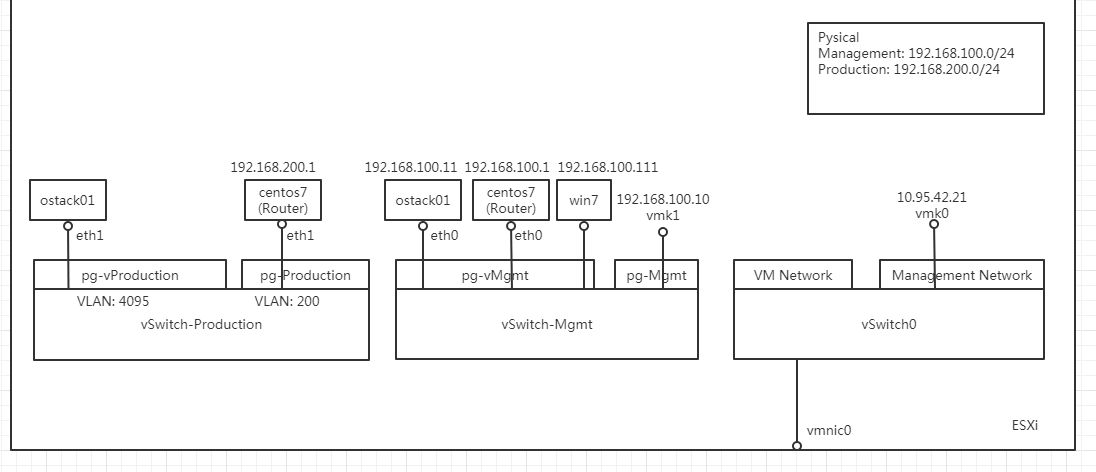 Pysical
Management: 192.168.100.0/24
Production: 192.168.200.0/24
192.168.200.1
192.168.100.11
192.168.100.1
192.168.100.111
ostack01
centos7
(Router)
ostack01
centos7
(Router)
win7
192.168.100.10
vmk1
10.95.42.21
vmk0
eth1
eth1
eth0
eth0
pg-vProduction
pg-Production
pg-vMgmt
pg-Mgmt
VM Network
Management Network
VLAN: 4095
VLAN: 200
vSwitch-Production
vSwitch-Mgmt
vSwitch0
vmnic0
ESXi